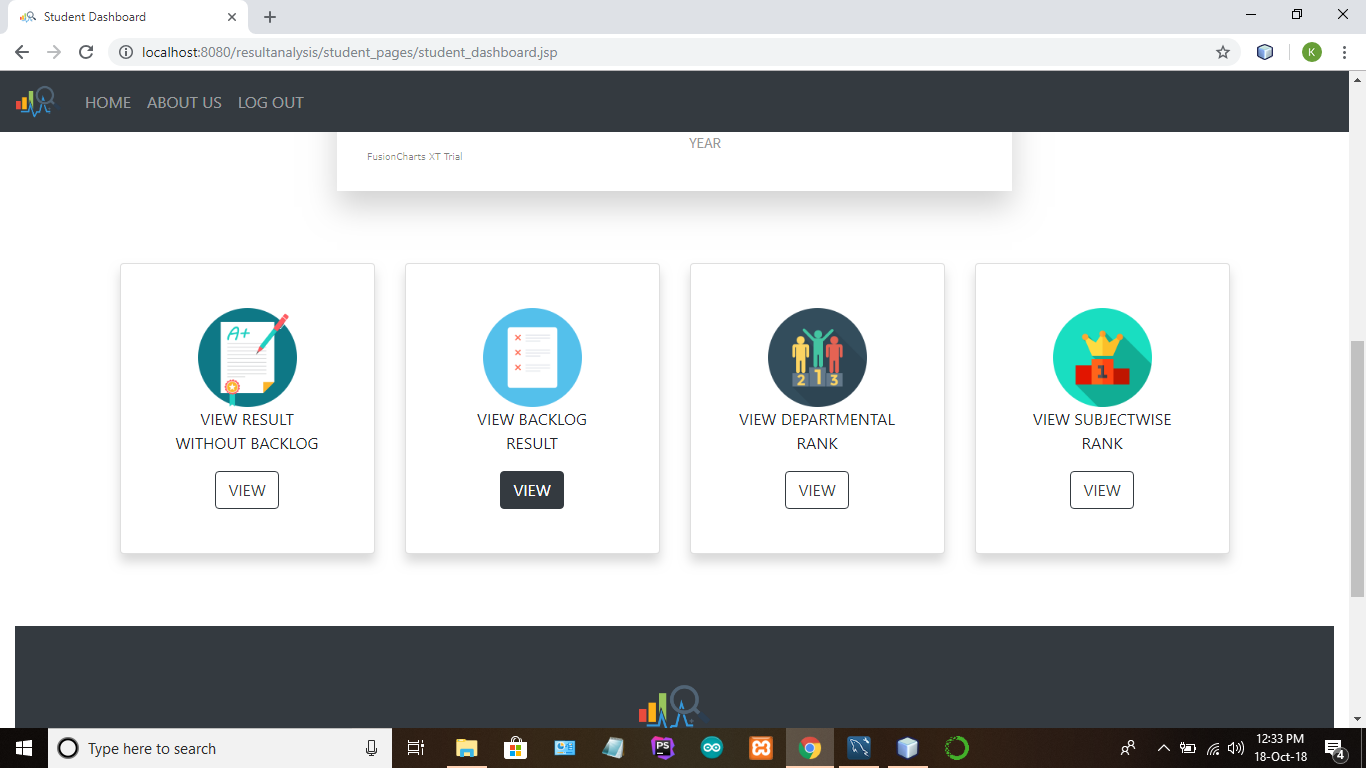 Student Dashboard
localhost:8080/resultanalysis/student_pages/student_dashboard.jsp
K
HOME ABOUT US LOG OUT
YEAR
FusionCharts XT Trial
A+
2 1 3
1
VIEW RESULT
WITHOUT BACKLOG
VIEW
VIEW BACKLOG
RESULT
VIEW
VIEW DEPARTMENTAL
RANK
VIEW
VIEW SUBJECTWISE
RANK
VIEW
Type here to search
PS
12:33 PM
18-Oct-18
4